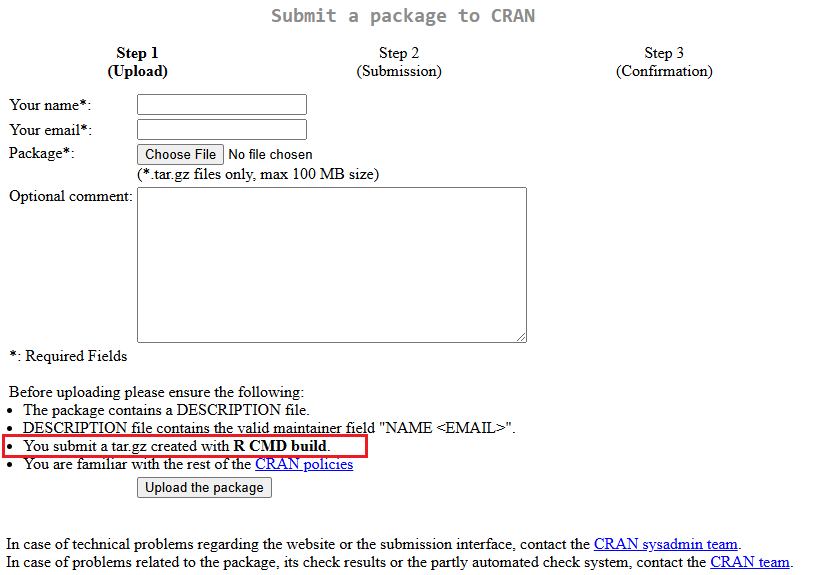 Submit a package to CRAN
Step 1 Step 2 Step 3
(Upload) (Submission) (Confirmation)
Your name*:
Your email*:
Package*: Choose File No file chosen
(*.tar.gz files only, max 100 MB size)
Optional comment:
*: Required Fields
Before uploading please ensure the following:
• The package contains a DESCRIPTION file.
• DESCRIPTION file contains the valid maintainer field "NAME <EMAIL>".
• You submit a tar.gz created with R CMD build.
• You are familiar with the rest of the CRAN policies
Upload the package
In case of technical problems regarding the website or the submission interface, contact the CRAN sysadmin team.
In case of problems related to the package, its check results or the partly automated check system, contact the CRAN team.